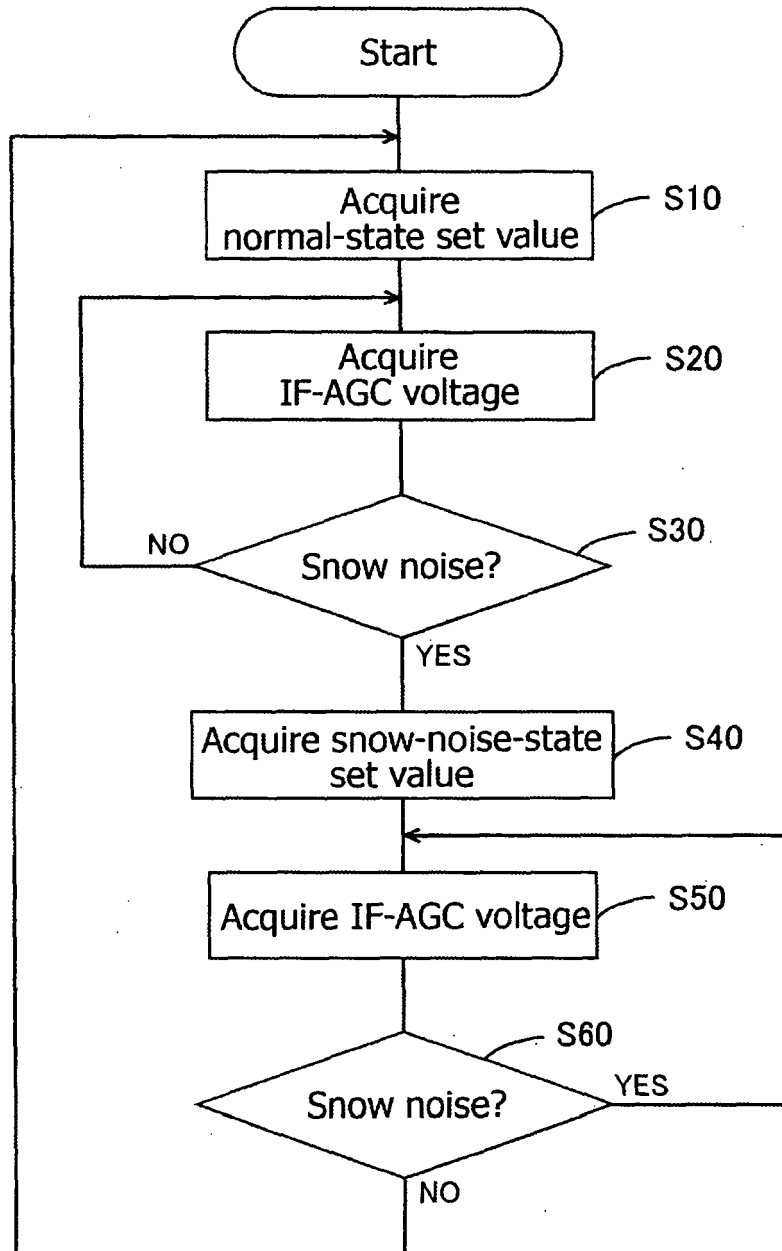 Start
Acquire
normal-state set value
S10
Acquire
IF-AGC voltage
S20
Snow noise?
S30
NO
YES
Acquire snow-noise-state
set value
S40
Acquire IF-AGC voltage
S50
Snow noise?
S60
YES
NO